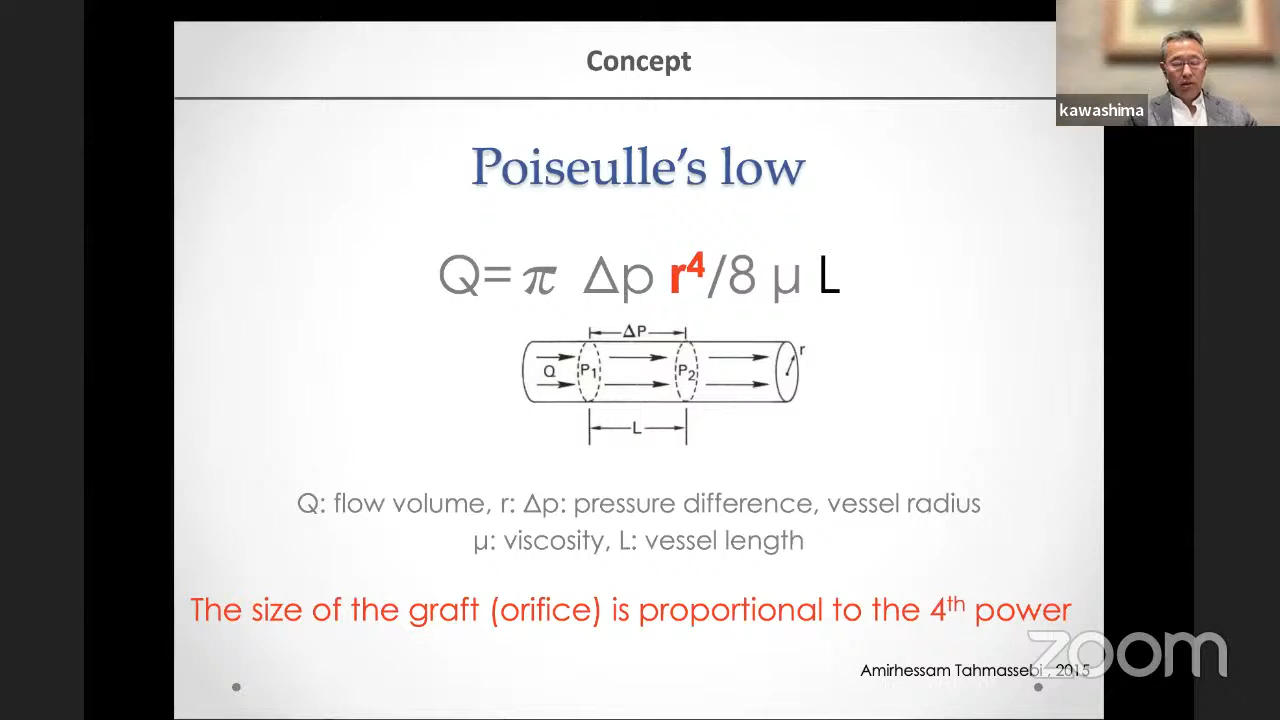 Concept
kawashima
Poiseulle's low
Q= π Δp r⁴/8 μ L
ΔP
r
Q P₁ P₂
L
Q: flow volume, r: Δp: pressure difference, vessel radius
μ: viscosity, L: vessel length
The size of the graft (orifice) is proportional to the 4ᵗʰ power
zoom
Amirhessam Tahmassebi , 2015